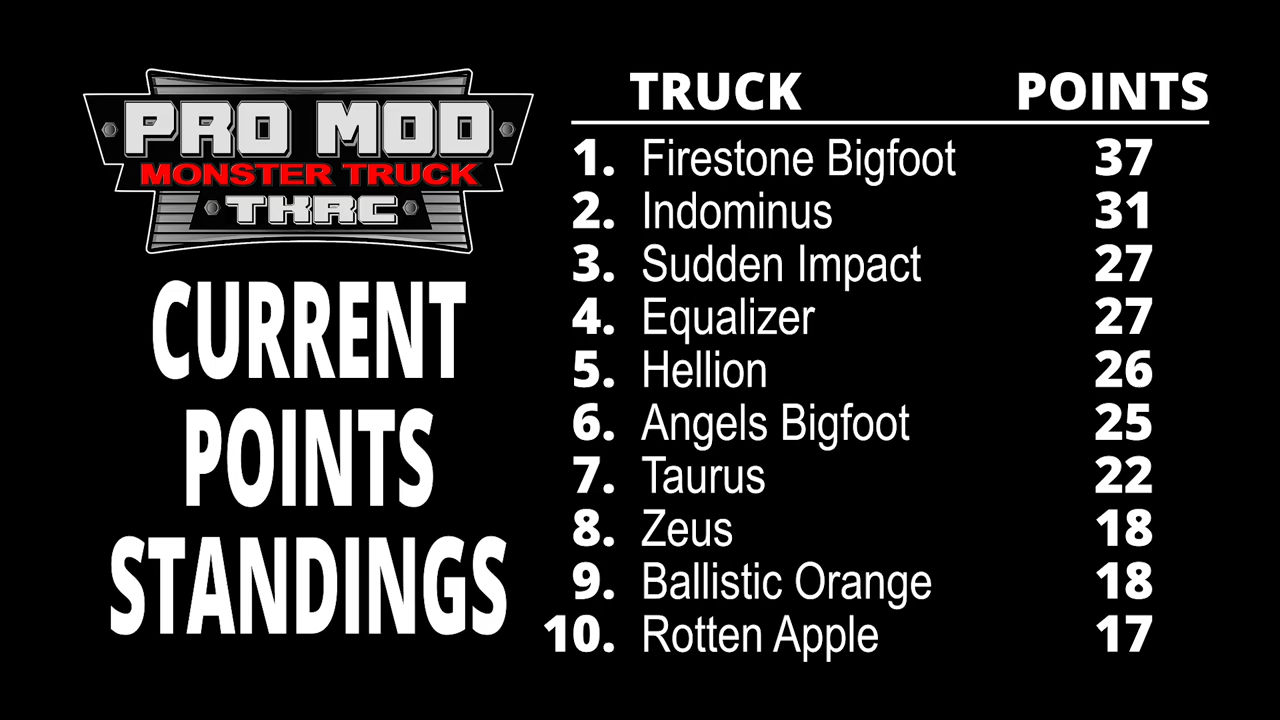 PRO MOD
MONSTER TRUCK
TKRC
CURRENT
POINTS
STANDINGS
TRUCK POINTS
1. Firestone Bigfoot 37
2. Indominus 31
3. Sudden Impact 27
4. Equalizer 27
5. Hellion 26
6. Angels Bigfoot 25
7. Taurus 22
8. Zeus 18
9. Ballistic Orange 18
10. Rotten Apple 17